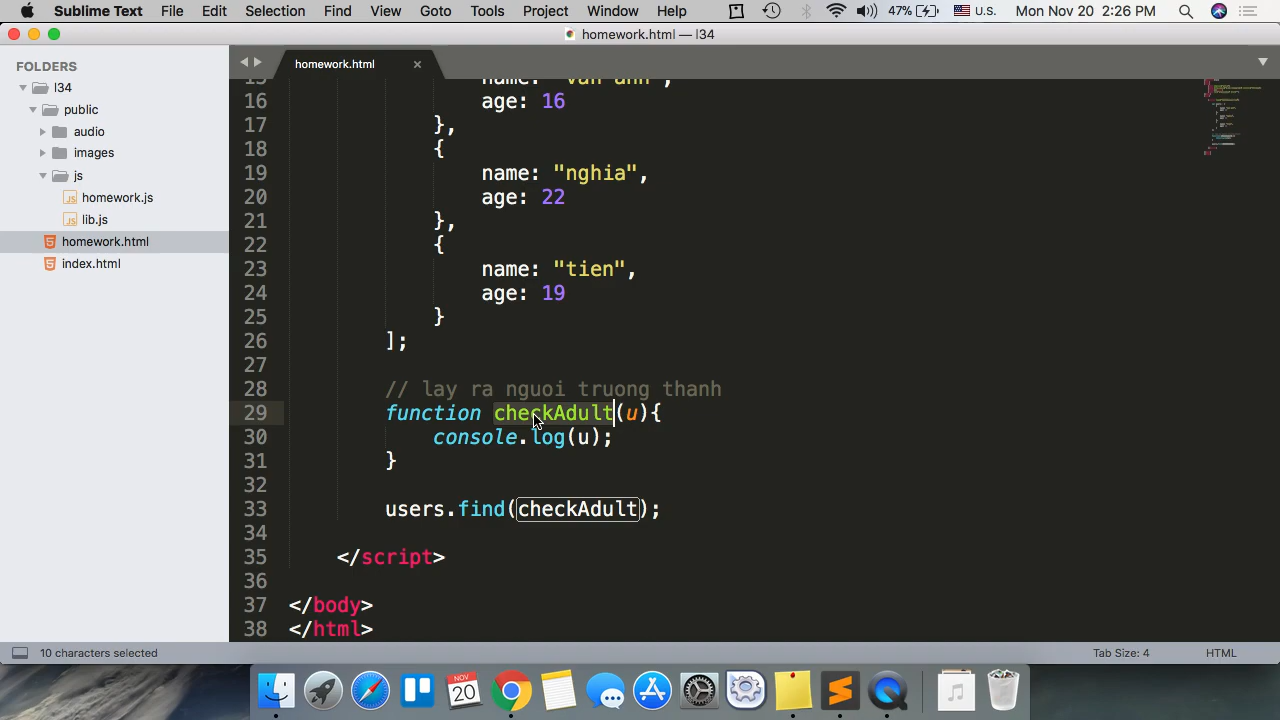 Sublime Text File Edit Selection Find View Goto Tools Project Window Help 47% U.S. Mon Nov 20 2:26 PM
homework.html — l34
FOLDERS
l34
public
audio
images
js
homework.js
lib.js
homework.html
index.html
homework.html
16 age: 16
17 },
18 {
19 name: "nghia",
20 age: 22
21 },
22 {
23 name: "tien",
24 age: 19
25 }
26 ];
27
28 // lay ra nguoi truong thanh
29 function checkAdult(u){
30 console.log(u);
31 }
32
33 users.find(checkAdult);
34
35 </script>
36
37 </body>
38 </html>
10 characters selected Tab Size: 4 HTML
NOV
20